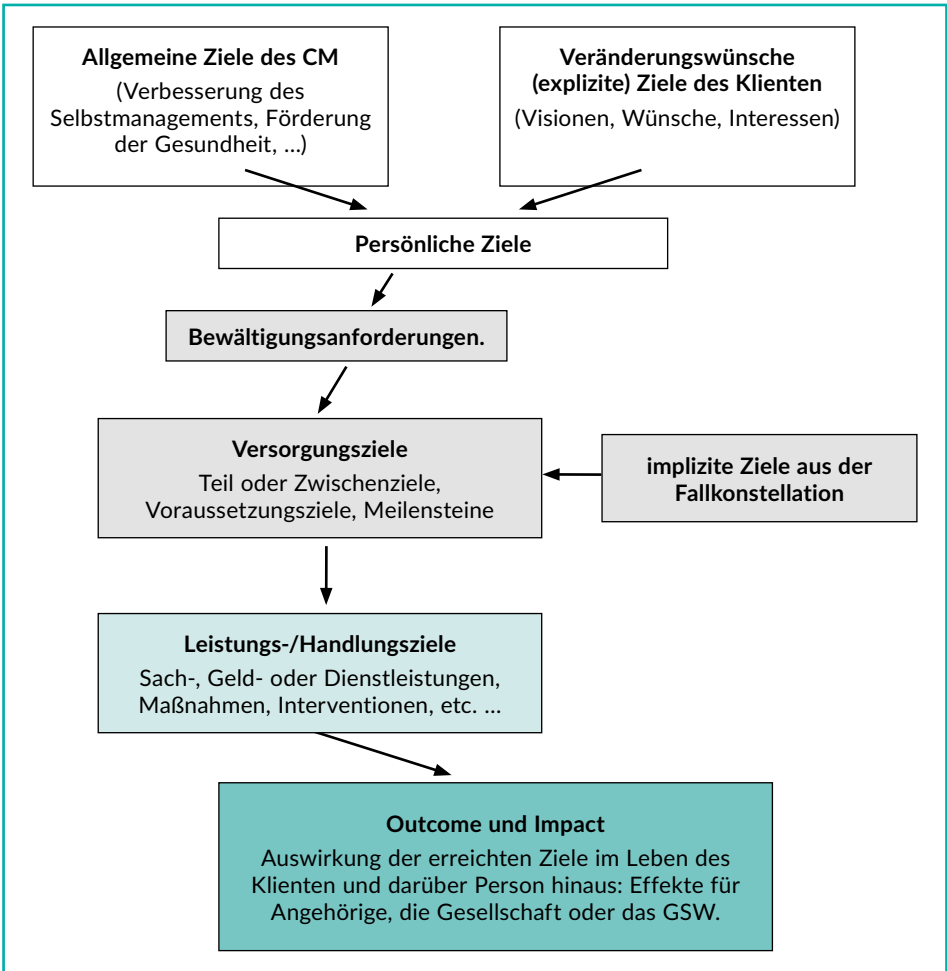 Allgemeine Ziele des CM
(Verbesserung des
Selbstmanagements, Förderung
der Gesundheit, ...)
Veränderungswünsche
(explizite) Ziele des Klienten
(Visionen, Wünsche, Interessen)
Persönliche Ziele
Bewältigungsanforderungen.
Versorgungsziele
Teil oder Zwischenziele,
Voraussetzungsziele, Meilensteine
implizite Ziele aus der
Fallkonstellation
Leistungs-/Handlungsziele
Sach-, Geld- oder Dienstleistungen,
Maßnahmen, Interventionen, etc. ...
Outcome und Impact
Auswirkung der erreichten Ziele im Leben des
Klienten und darüber Person hinaus: Effekte für
Angehörige, die Gesellschaft oder das GSW.